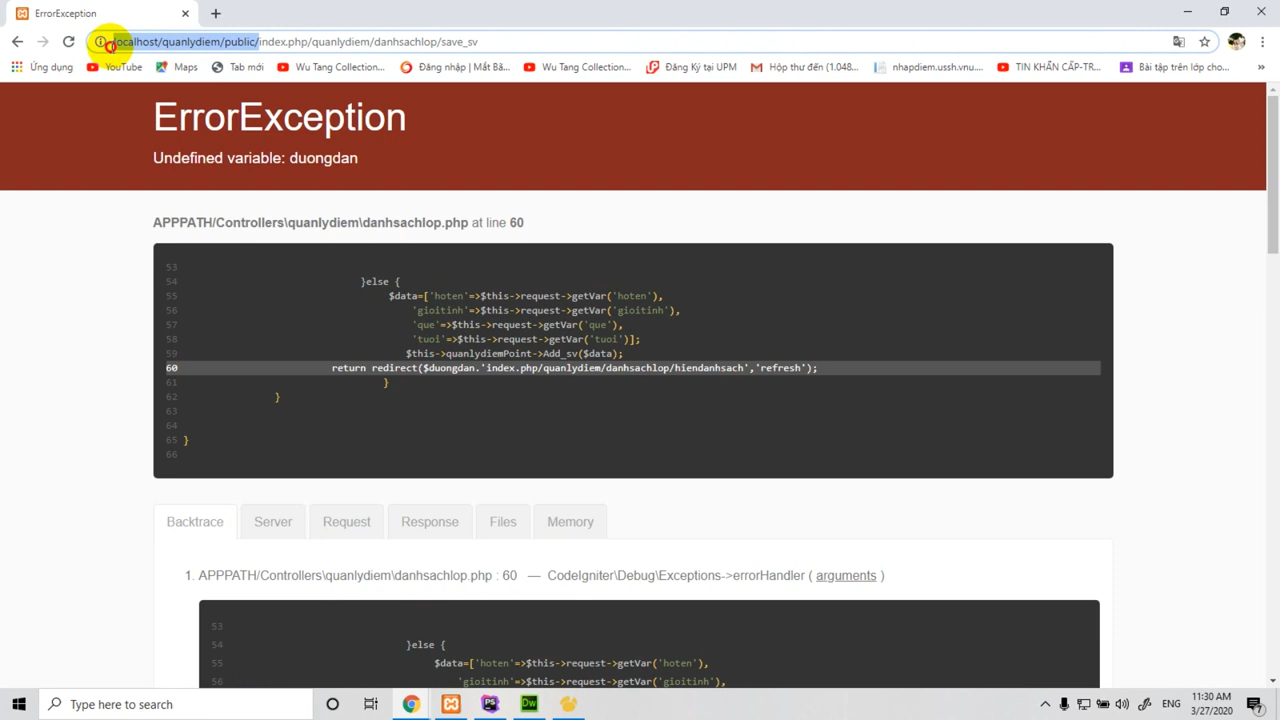 ErrorException
localhost/quanlydiem/public/index.php/quanlydiem/danhsachlop/save_sv
Ứng dụng YouTube Maps Tab mới Wu Tang Collection... Đăng nhập | Mắt Bã... Wu Tang Collection... Đăng Ký tại UPM Hộp thư đến (1.048... nhapdiem.ussh.vnu.... TIN KHẨN CẤP-TR... Bài tập trên lớp cho... »
ErrorException
Undefined variable: duongdan
APPPATH/Controllers\quanlydiem\danhsachlop.php at line 60
53
54 }else {
55 $data=['hoten'=>$this->request->getVar('hoten'),
56 'gioitinh'=>$this->request->getVar('gioitinh'),
57 'que'=>$this->request->getVar('que'),
58 'tuoi'=>$this->request->getVar('tuoi')];
59 $this->quanlydiemPoint->Add_sv($data);
60 return redirect($duongdan.'index.php/quanlydiem/danhsachlop/hiendanhsach','refresh');
61 }
62 }
63
64
65 }
66
Backtrace Server Request Response Files Memory
1. APPPATH/Controllers\quanlydiem\danhsachlop.php : 60 — CodeIgniter\Debug\Exceptions->errorHandler ( arguments )
53
54 }else {
55 $data=['hoten'=>$this->request->getVar('hoten'),
56 'gioitinh'=>$this->request->getVar('gioitinh'),
Type here to search
Ps
Dw
ENG
11:30 AM
3/27/2020
7